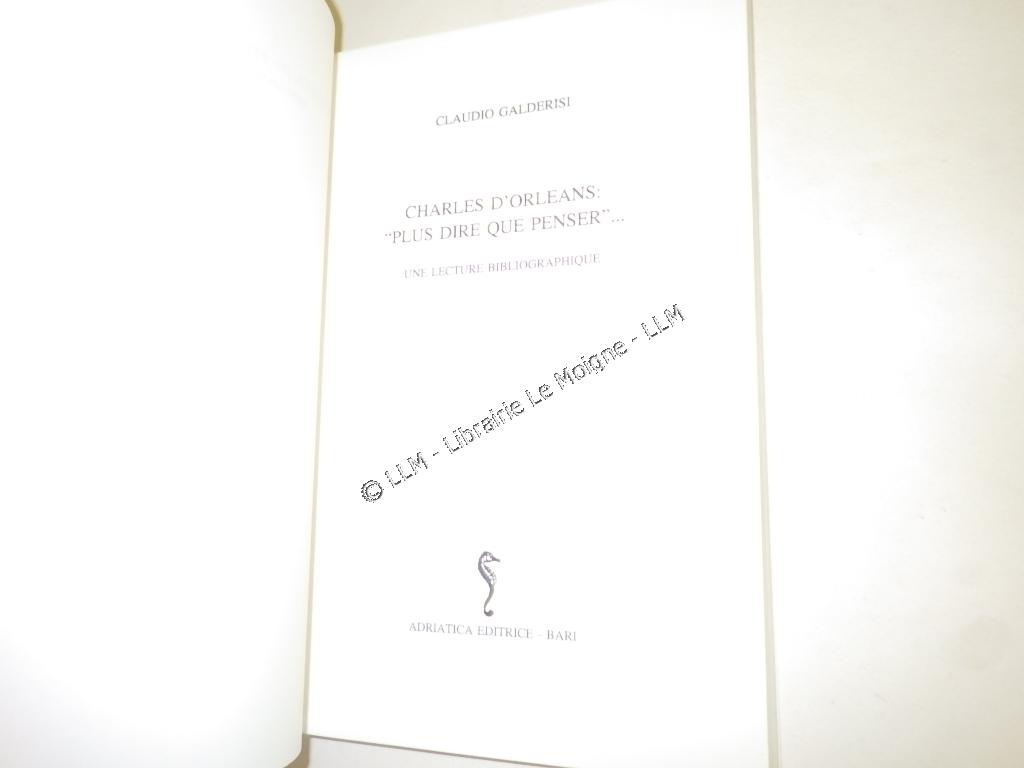 CLAUDIO GALDERISI
CHARLES D'ORLEANS:
"PLUS DIRE QUE PENSER"...
UNE LECTURE BIBLIOGRAPHIQUE
© LLM - Librairie Le Moigne - LLM
ADRIATICA EDITRICE - BARI